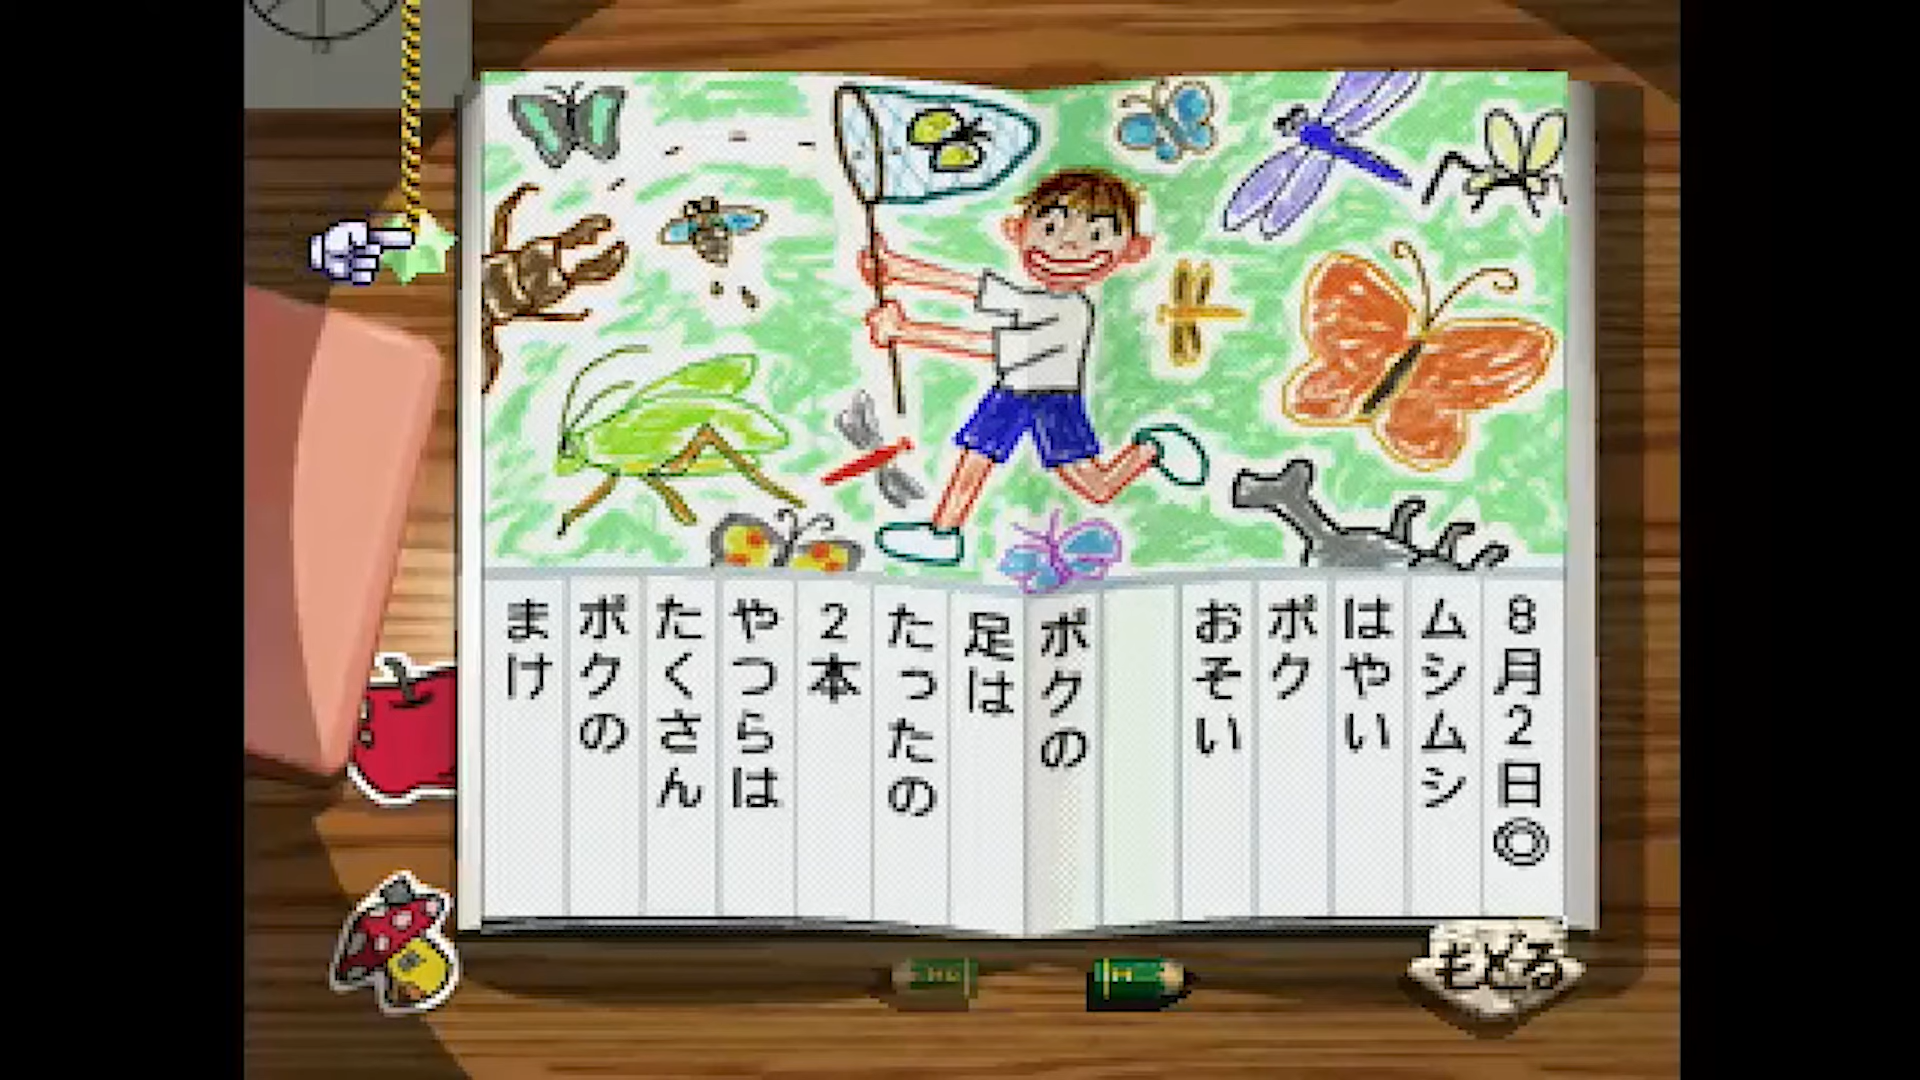 8月2日◎
ムシムシ
はやい
ボク
おそい
ボクの
足は
たったの
2本
やつらは
たくさん
ボクの
まけ
もどる